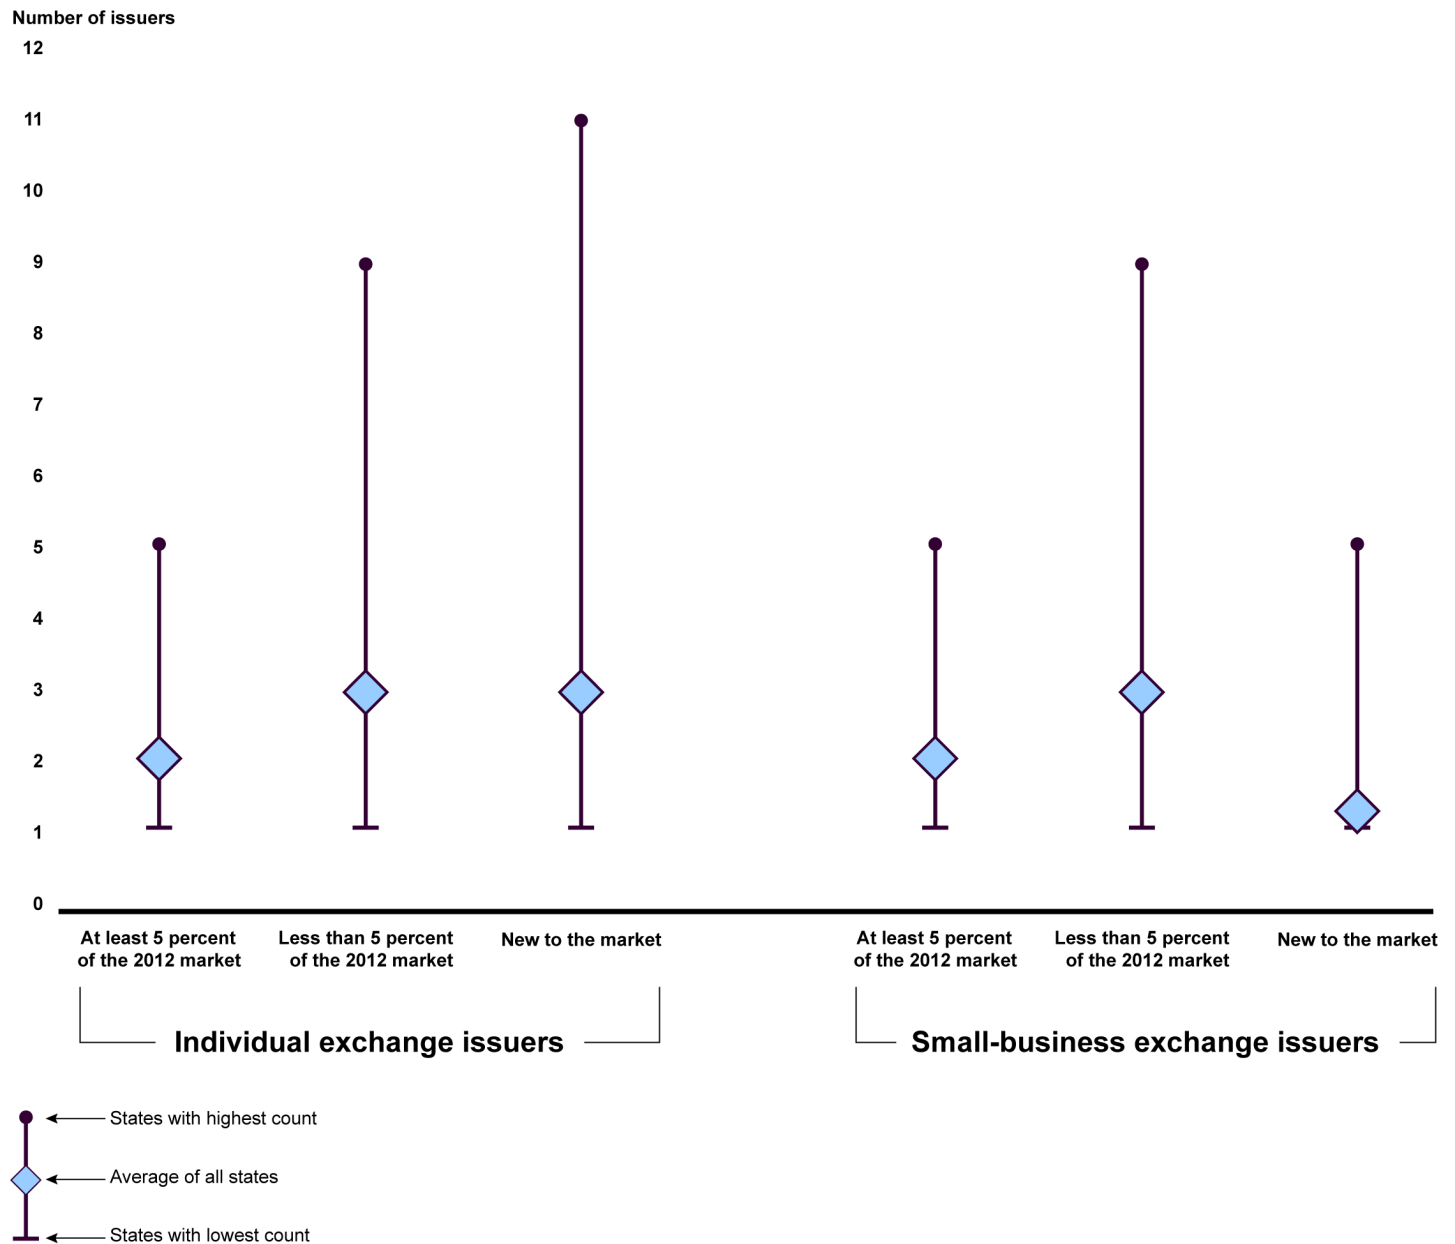 Number of issuers
12
11
10
9
8
7
6
5
4
3
2
1
0
At least 5 percent
of the 2012 market
Less than 5 percent
of the 2012 market
New to the market
At least 5 percent
of the 2012 market
Less than 5 percent
of the 2012 market
New to the market
Individual exchange issuers
Small-business exchange issuers
States with highest count
Average of all states
States with lowest count